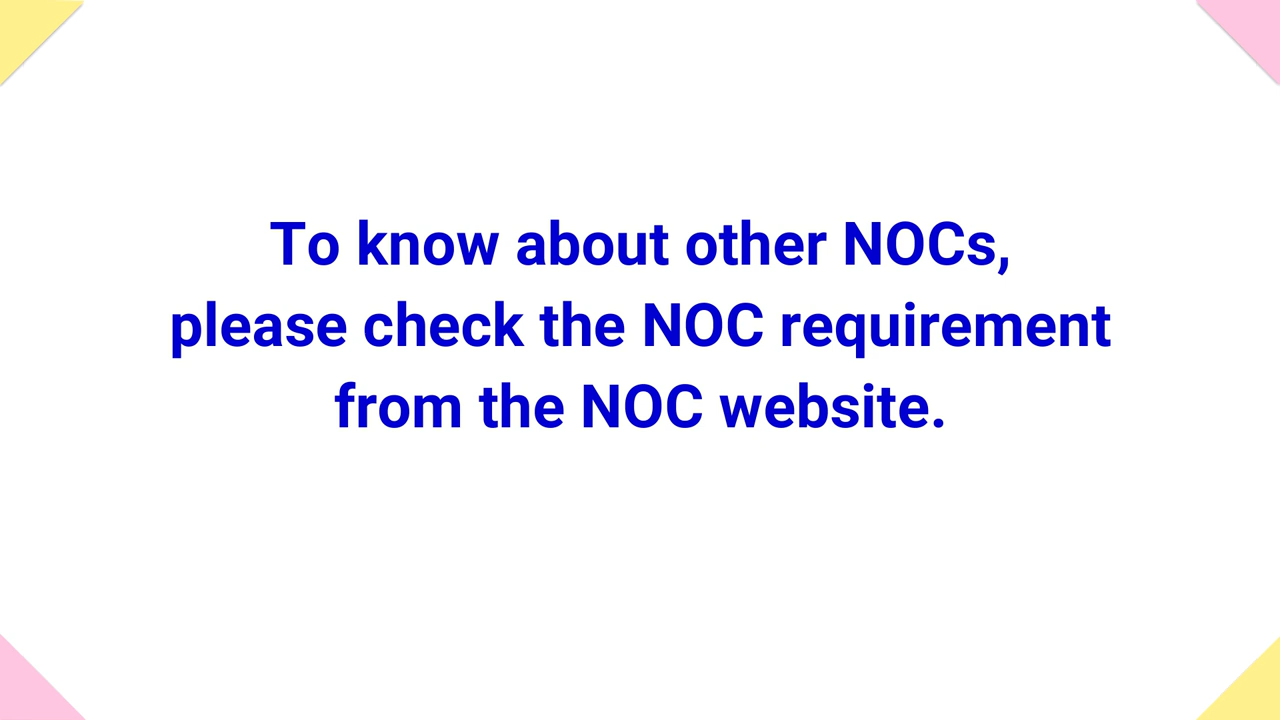 To know about other NOCs,
please check the NOC requirement
from the NOC website.